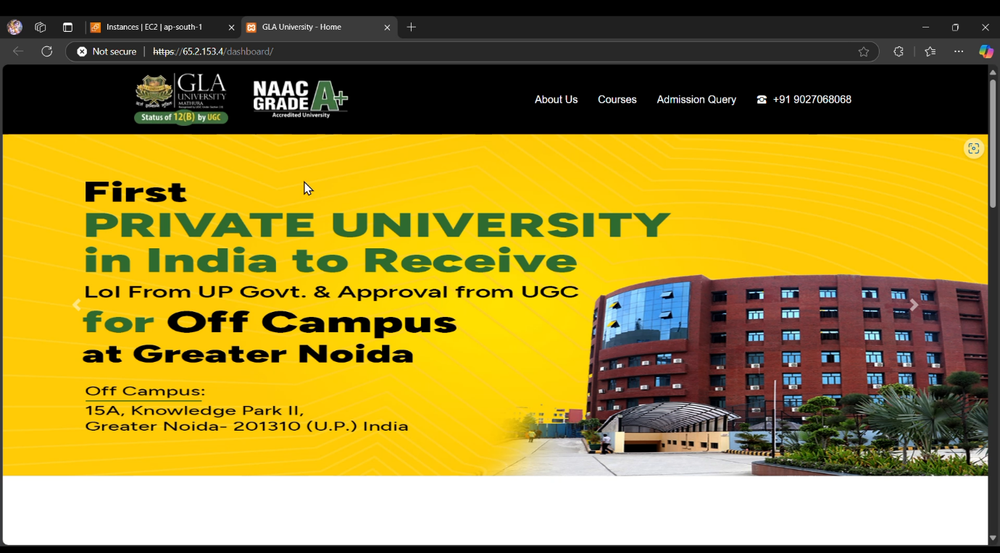 Instances | EC2 | ap-south-1
GLA University - Home
Not secure
https://65.2.153.4/dashboard/
GLA
UNIVERSITY
MATHURA
Status of 12(B) by UGC
NAAC
GRADE A+
Accredited University
About Us
Courses
Admission Query
+91 9027068068
First
PRIVATE UNIVERSITY
in India to Receive
LoI From UP Govt. & Approval from UGC
for Off Campus
at Greater Noida
Off Campus:
15A, Knowledge Park II,
Greater Noida- 201310 (U.P.) India